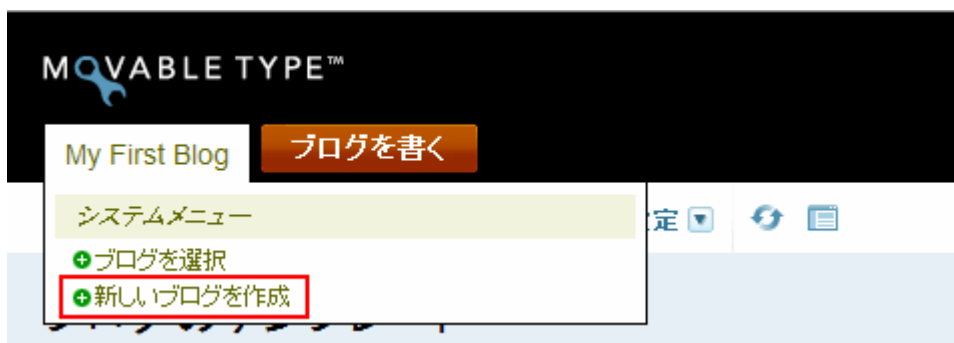 MOVABLE TYPE™
My First Blog ブログを書く
システムメニュー
定
ブログを選択
新しいブログを作成